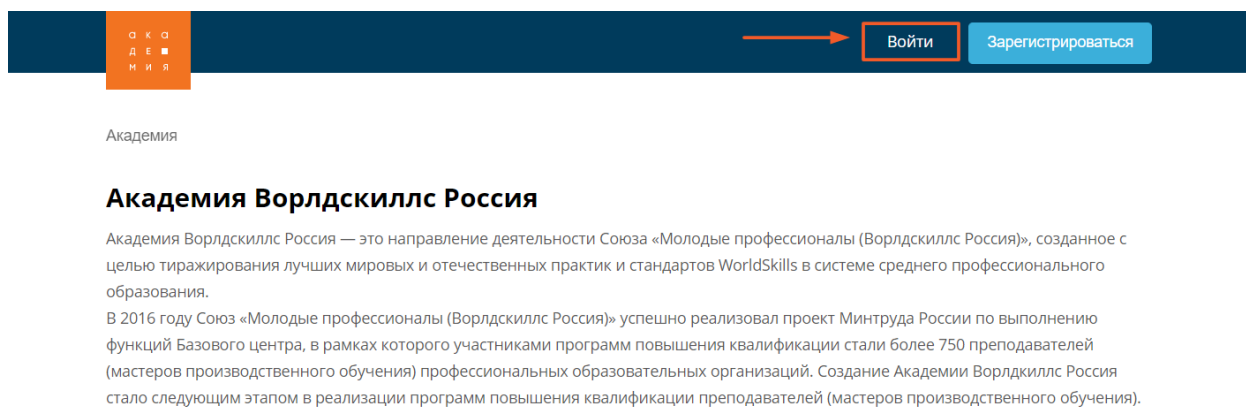 ака
де
мия
Войти
Зарегистрироваться
Академия
Академия Ворлдскиллс Россия
Академия Ворлдскиллс Россия — это направление деятельности Союза «Молодые профессионалы (Ворлдскиллс Россия)», созданное с
целью тиражирования лучших мировых и отечественных практик и стандартов WorldSkills в системе среднего профессионального
образования.
В 2016 году Союз «Молодые профессионалы (Ворлдскиллс Россия)» успешно реализовал проект Минтруда России по выполнению
функций Базового центра, в рамках которого участниками программ повышения квалификации стали более 750 преподавателей
(мастеров производственного обучения) профессиональных образовательных организаций. Создание Академии Ворлдкиллс Россия
стало следующим этапом в реализации программ повышения квалификации преподавателей (мастеров производственного обучения).